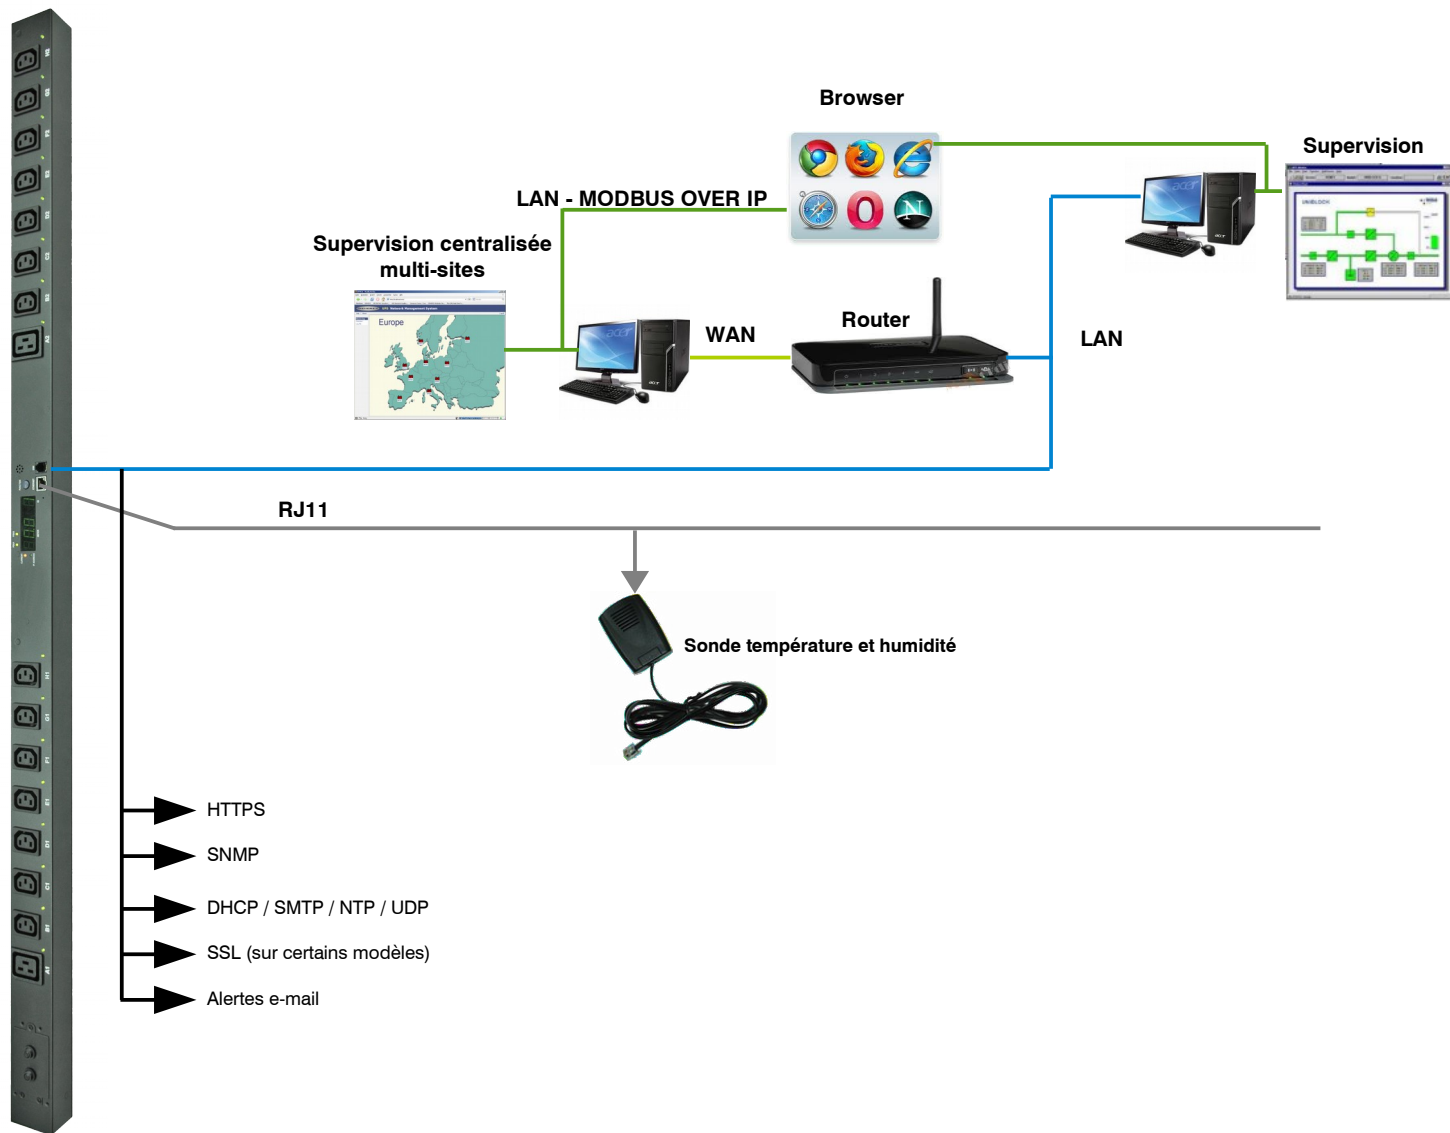 Browser
Supervision
LAN - MODBUS OVER IP
UNIBLOCK
Supervision centralisée
multi-sites
Europe
WAN
Router
LAN
RJ11
Sonde température et humidité
HTTPS
SNMP
DHCP / SMTP / NTP / UDP
SSL (sur certains modèles)
Alertes e-mail